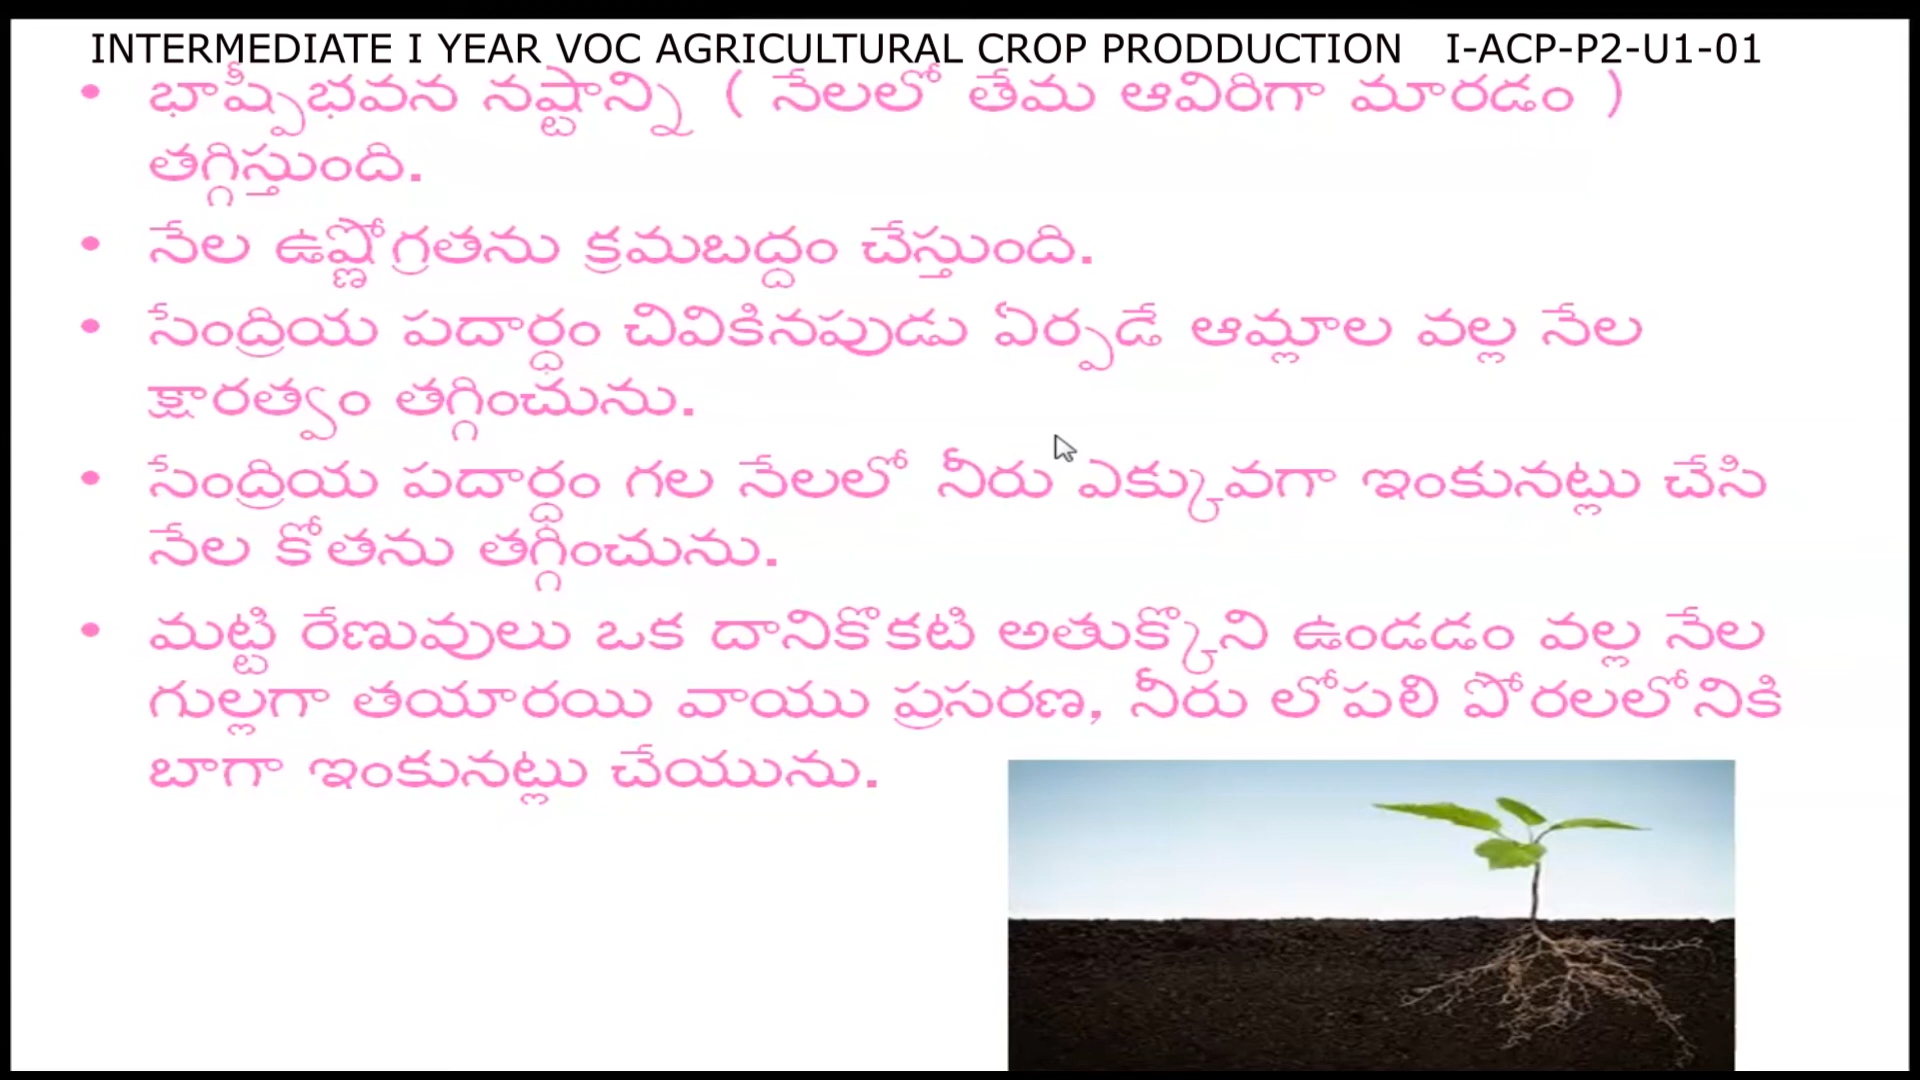 INTERMEDIATE I YEAR VOC AGRICULTURAL CROP PRODDUCTION I-ACP-P2-U1-01
• భాష్పీభవన నష్టాన్ని ( నేలలో తేమ ఆవిరిగా మారడం )
తగ్గిస్తుంది.
• నేల ఉష్ణోగ్రతను క్రమబద్దం చేస్తుంది.
• సేంద్రియ పదార్ధం చివికినపుడు ఏర్పడే ఆమ్లాల వల్ల నేల
క్షారత్వం తగ్గించును.
• సేంద్రియ పదార్ధం గల నేలలో నీరు ఎక్కువగా ఇంకునట్లు చేసి
నేల కోతను తగ్గించును.
• మట్టి రేణువులు ఒక దానికొకటి అతుక్కొని ఉండడం వల్ల నేల
గుల్లగా తయారయి వాయు ప్రసరణ, నీరు లోపలి పోరలలోనికి
బాగా ఇంకునట్లు చేయును.